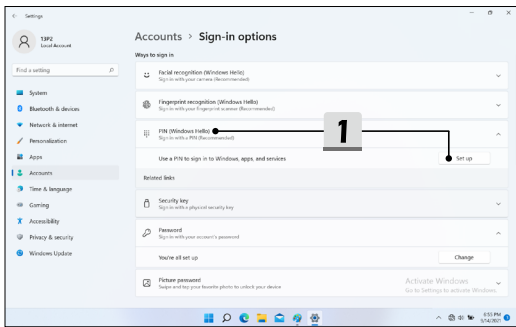 Settings
13P2
Local Account
Find a setting
System
Bluetooth & devices
Network & internet
Personalization
Apps
Accounts
Time & language
Gaming
Accessibility
Privacy & security
Windows Update
Accounts > Sign-in options
Ways to sign in
Facial recognition (Windows Hello)
Sign in with your camera (Recommended)
Fingerprint recognition (Windows Hello)
Sign in with your fingerprint scanner (Recommended)
PIN (Windows Hello)
Sign in with a PIN (Recommended)
1
Use a PIN to sign in to Windows, apps, and services
Set up
Related links
Security key
Sign in with a physical security key
Password
Sign in with your account's password
You're all set up
Change
Picture password
Swipe and tap your favorite photo to unlock your device
Activate Windows
Go to Settings to activate Windows.
6:55 PM
5/14/2021